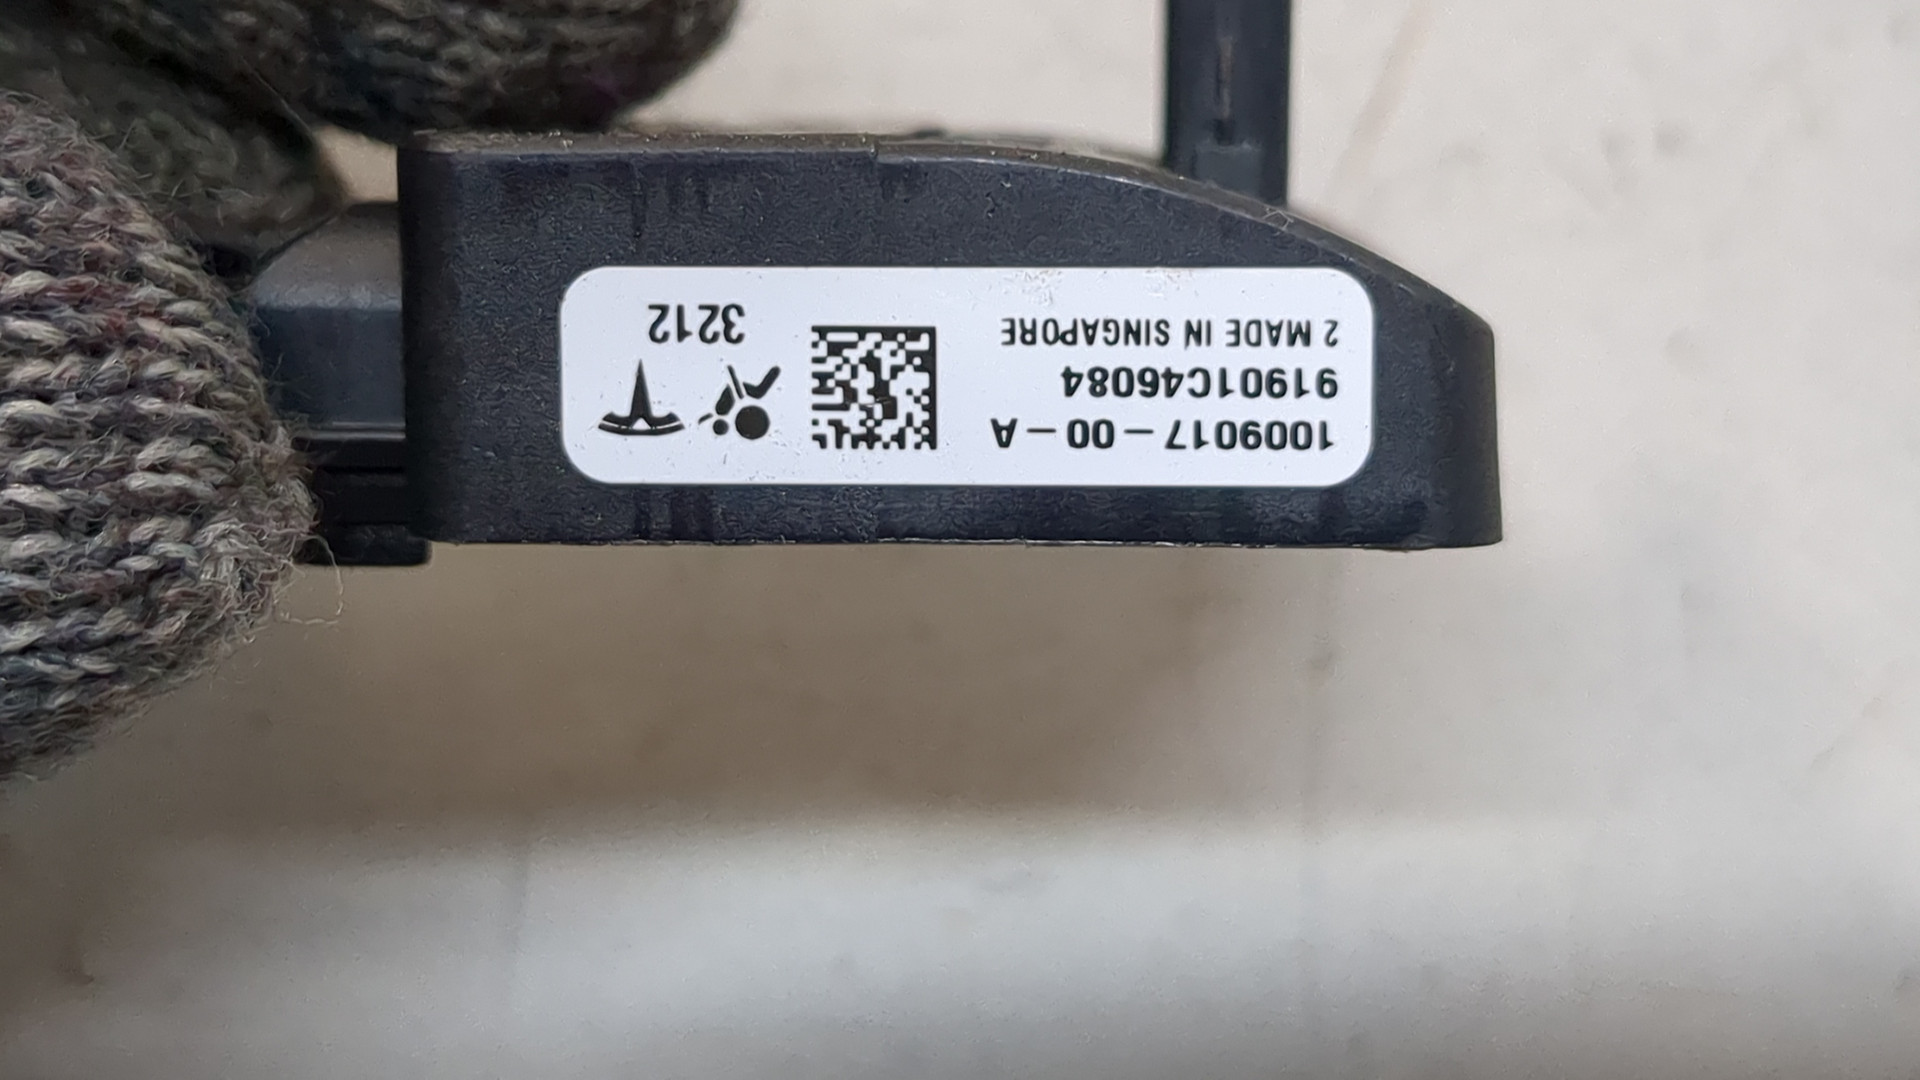 1009017-00-A
91901C46084
2 MADE IN SINGAPORE
3212